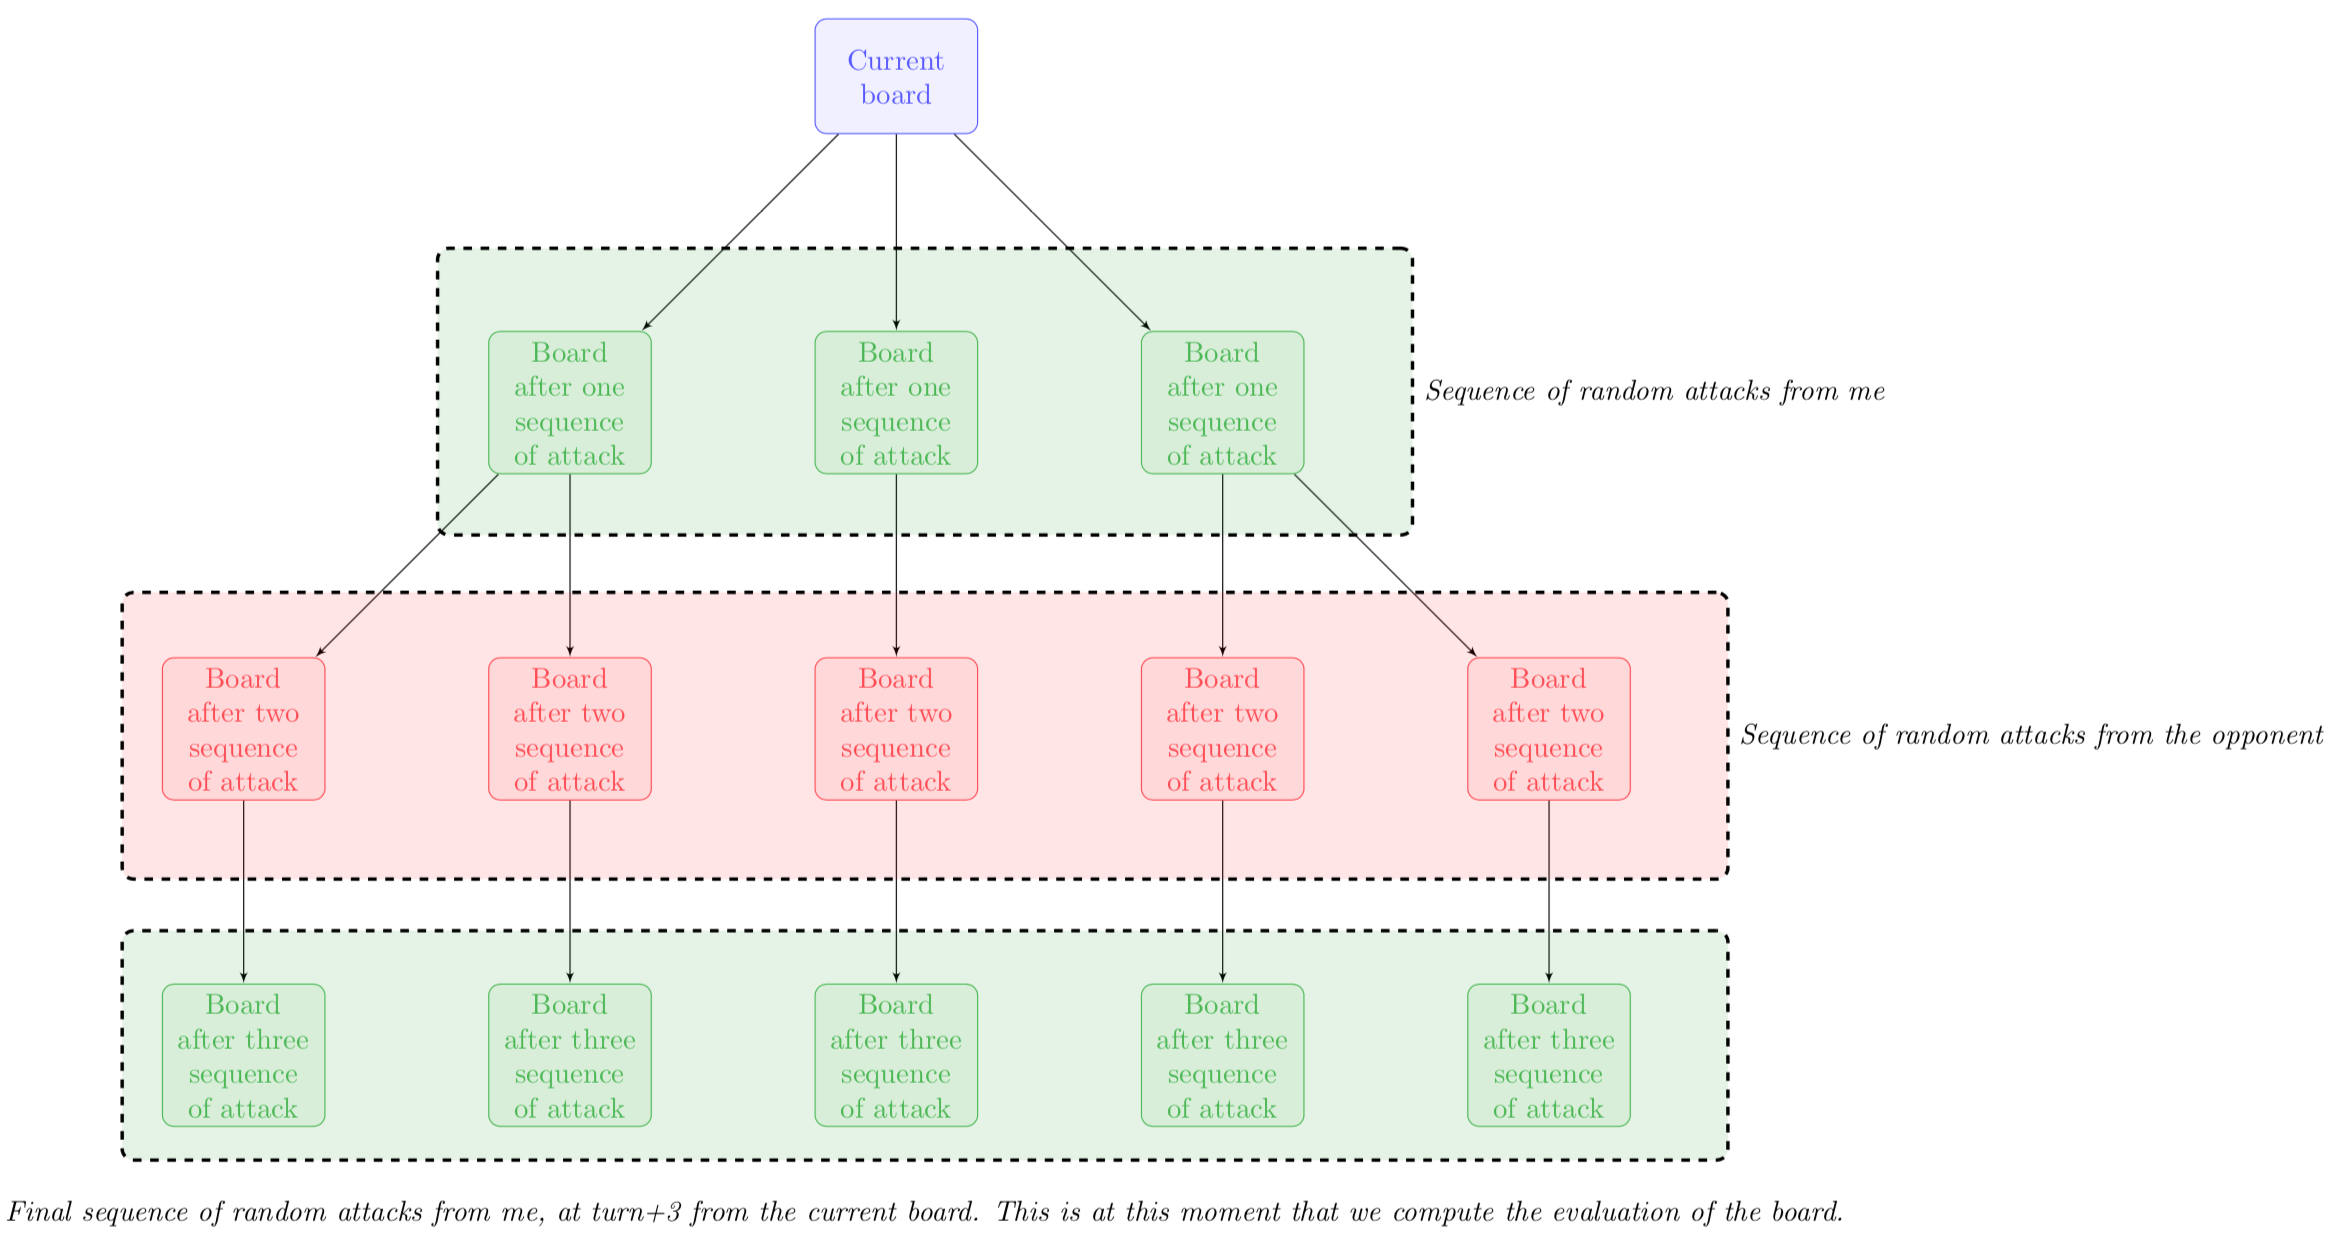 Current
board
Board
after one
sequence
of attack
Board
after one
sequence
of attack
Board
after one
sequence
of attack
Sequence of random attacks from me
Board
after two
sequence
of attack
Board
after two
sequence
of attack
Board
after two
sequence
of attack
Board
after two
sequence
of attack
Board
after two
sequence
of attack
Sequence of random attacks from the opponent
Board
after three
sequence
of attack
Board
after three
sequence
of attack
Board
after three
sequence
of attack
Board
after three
sequence
of attack
Board
after three
sequence
of attack
Final sequence of random attacks from me, at turn+3 from the current board. This is at this moment that we compute the evaluation of the board.